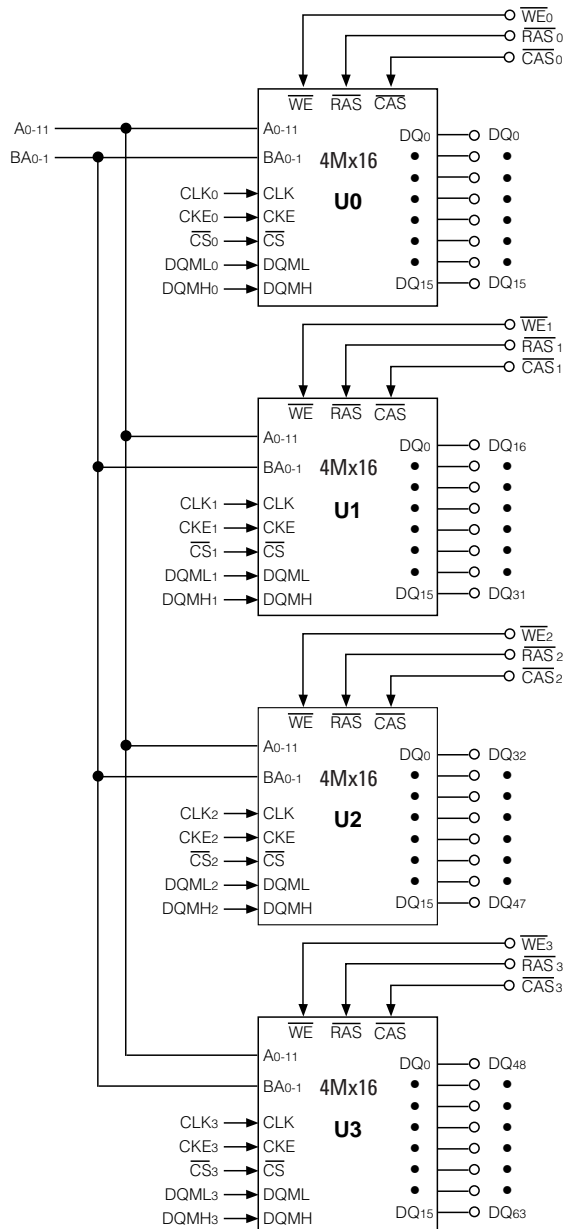 WE0
RAS0
CAS0
WE RAS CAS
A0-11 A0-11 DQ0 DQ0
BA0-1 BA0-1 4Mx16
CLK0 CLK U0
CKE0 CKE
CS0 CS
DQML0 DQML
DQMH0 DQMH DQ15 DQ15
WE1
RAS1
CAS1
WE RAS CAS
A0-11 DQ0 DQ16
BA0-1 4Mx16
CLK1 CLK U1
CKE1 CKE
CS1 CS
DQML1 DQML
DQMH1 DQMH DQ15 DQ31
WE2
RAS2
CAS2
WE RAS CAS
A0-11 DQ0 DQ32
BA0-1 4Mx16
CLK2 CLK U2
CKE2 CKE
CS2 CS
DQML2 DQML
DQMH2 DQMH DQ15 DQ47
WE3
RAS3
CAS3
WE RAS CAS
A0-11 DQ0 DQ48
BA0-1 4Mx16
CLK3 CLK U3
CKE3 CKE
CS3 CS
DQML3 DQML
DQMH3 DQMH DQ15 DQ63